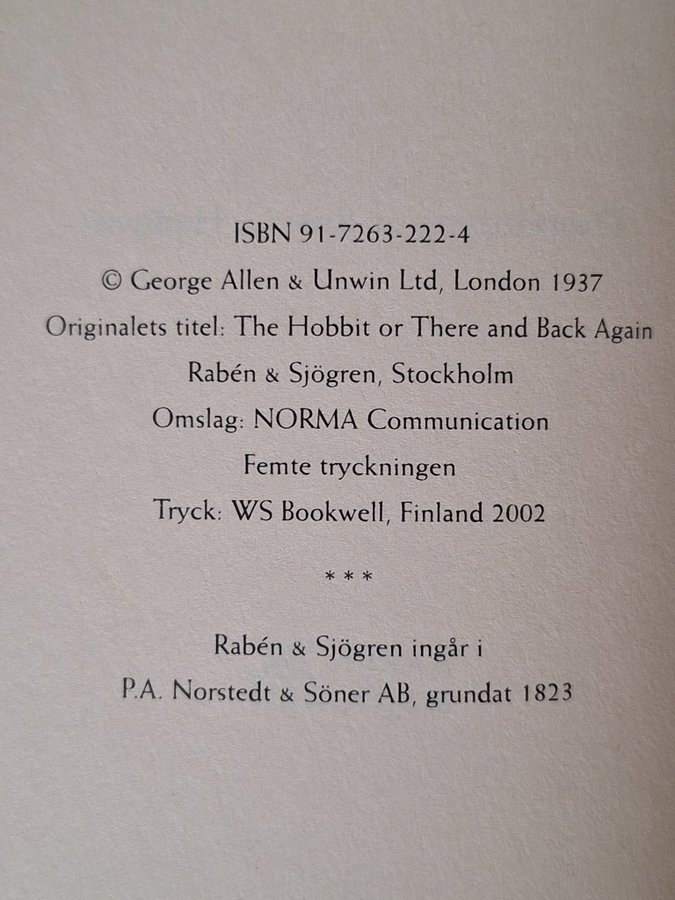 ISBN 91-7263-222-4
© George Allen & Unwin Ltd, London 1937
Originalets titel: The Hobbit or There and Back Again
Rabén & Sjögren, Stockholm
Omslag: NORMA Communication
Femte tryckningen
Tryck: WS Bookwell, Finland 2002
* * *
Rabén & Sjögren ingår i
P.A. Norstedt & Söner AB, grundat 1823